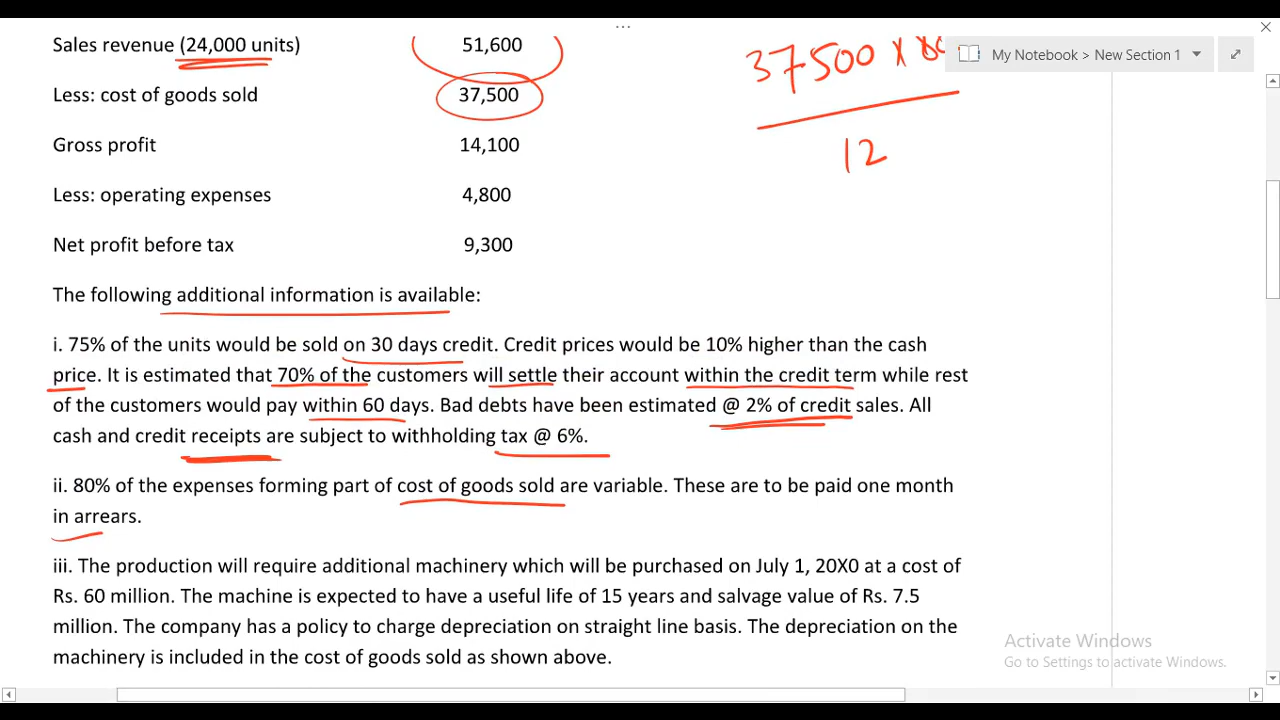 ...
Sales revenue (24,000 units) 51,600
37500 x 80
My Notebook > New Section 1
Less: cost of goods sold 37,500
Gross profit 14,100
12
Less: operating expenses 4,800
Net profit before tax 9,300
The following additional information is available:
i. 75% of the units would be sold on 30 days credit. Credit prices would be 10% higher than the cash
price. It is estimated that 70% of the customers will settle their account within the credit term while rest
of the customers would pay within 60 days. Bad debts have been estimated @ 2% of credit sales. All
cash and credit receipts are subject to withholding tax @ 6%.
ii. 80% of the expenses forming part of cost of goods sold are variable. These are to be paid one month
in arrears.
iii. The production will require additional machinery which will be purchased on July 1, 20X0 at a cost of
Rs. 60 million. The machine is expected to have a useful life of 15 years and salvage value of Rs. 7.5
million. The company has a policy to charge depreciation on straight line basis. The depreciation on the
machinery is included in the cost of goods sold as shown above.
Activate Windows
Go to Settings to activate Windows.